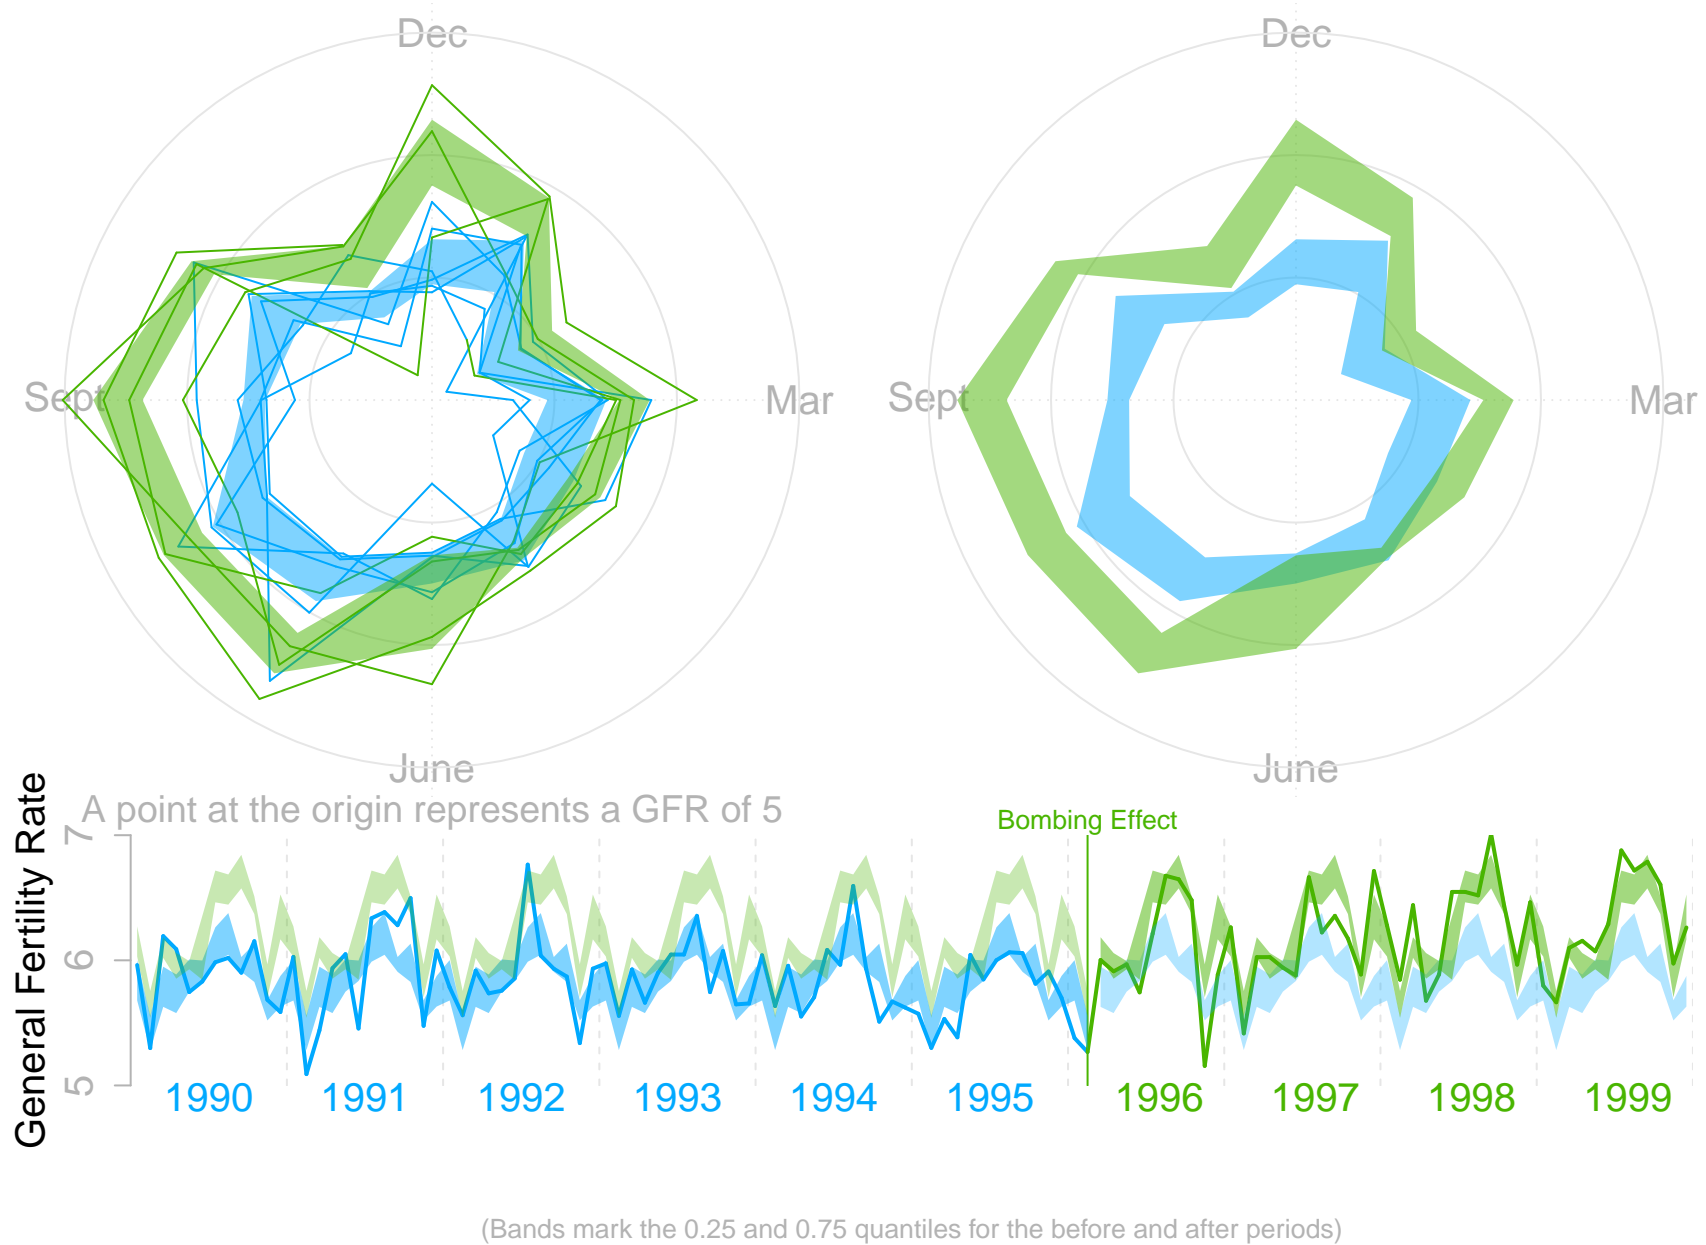 Dec
Dec
Sept
Mar
Sept
Mar
June
June
A point at the origin represents a GFR of 5
General Fertility Rate
Bombing Effect
7
6
5
1990 1991 1992 1993 1994 1995 1996 1997 1998 1999
(Bands mark the 0.25 and 0.75 quantiles for the before and after periods)